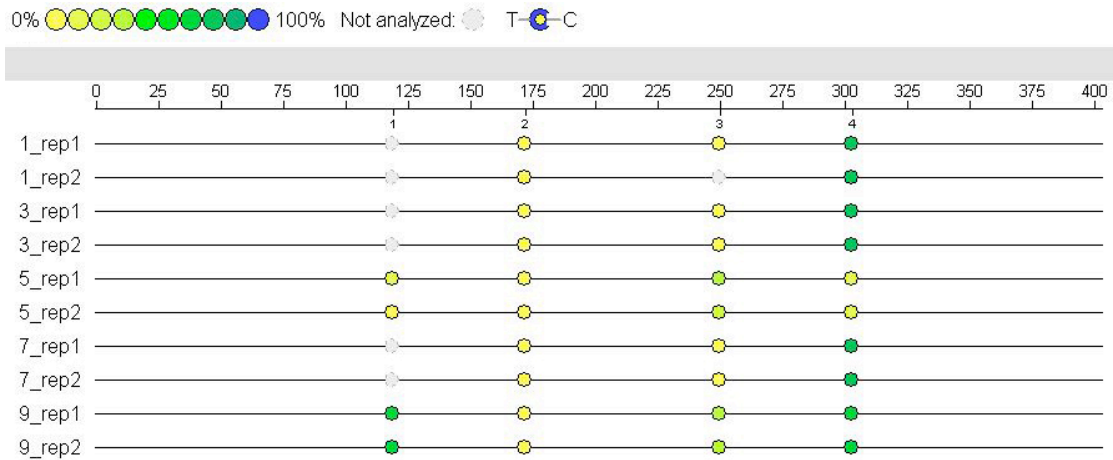 0% 100% Not analyzed: T C
0 25 50 75 100 125 150 175 200 225 250 275 300 325 350 375 400
1 2 3 4
1_rep1
1_rep2
3_rep1
3_rep2
5_rep1
5_rep2
7_rep1
7_rep2
9_rep1
9_rep2